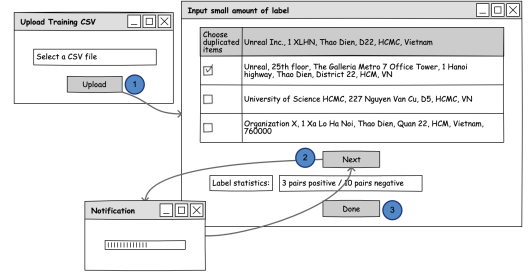 Upload Training CSV
Select a CSV file
Upload
1
Input small amount of label
Choose
duplicated
items
Unreal Inc., 1 XLHN, Thao Dien, D22, HCMC, Vietnam
Unreal, 25th floor, The Galleria Metro 7 Office Tower, 1 Hanoi
highway, Thao Dien, District 22, HCM, VN
University of Science HCMC, 227 Nguyen Van Cu, D5, HCMC, VN
Organization X, 1 Xa Lo Ha Noi, Thao Dien, Quan 22, HCM, Vietnam,
760000
2
Next
Label statistics:
3 pairs positive / 10 pairs negative
Done
3
Notification